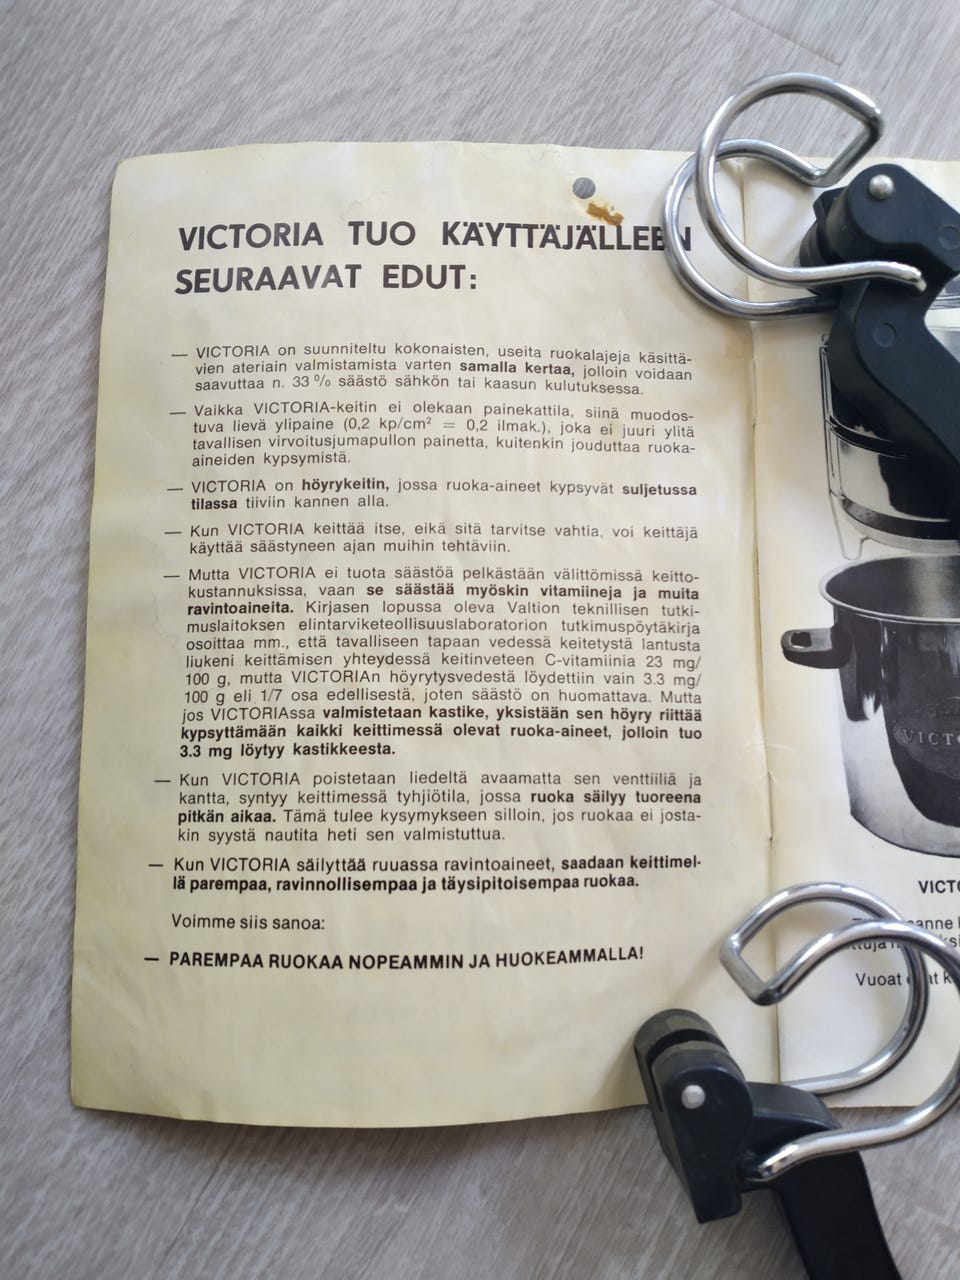 VICTORIA TUO KÄYTTÄJÄLLEEN
SEURAAVAT EDUT:
— VICTORIA on suunniteltu kokonaisten, useita ruokalajeja käsittä-
vien ateriain valmistamista varten samalla kertaa, jolloin voidaan
saavuttaa n. 33 % säästö sähkön tai kaasun kulutuksessa.
— Vaikka VICTORIA-keitin ei olekaan painekattila, siinä muodos-
tuva lievä ylipaine (0,2 kp/cm² = 0,2 ilmak.), joka ei juuri ylitä
tavallisen virvoitusjumapullon painetta, kuitenkin jouduttaa ruoka-
aineiden kypsymistä.
— VICTORIA on höyrykeitin, jossa ruoka-aineet kypsyvät suljetussa
tilassa tiiviin kannen alla.
— Kun VICTORIA keittää itse, eikä sitä tarvitse vahtia, voi keittäjä
käyttää säästyneen ajan muihin tehtäviin.
— Mutta VICTORIA ei tuota säästöä pelkästään välittömissä keitto-
kustannuksissa, vaan se säästää myöskin vitamiineja ja muita
ravintoaineita. Kirjasen lopussa oleva Valtion teknillisen tutki-
muslaitoksen elintarviketeollisuuslaboratorion tutkimuspöytäkirja
osoittaa mm., että tavalliseen tapaan vedessä keitetystä lantusta
liukeni keittämisen yhteydessä keitinveteen C-vitamiinia 23 mg/
100 g, mutta VICTORIAn höyrytysvedestä löydettiin vain 3.3 mg/
100 g eli 1/7 osa edellisestä, joten säästö on huomattava. Mutta
jos VICTORIAssa valmistetaan kastike, yksistään sen höyry riittää
kypsyttämään kaikki keittimessä olevat ruoka-aineet, jolloin tuo
3.3 mg löytyy kastikkeesta.
— Kun VICTORIA poistetaan liedeltä avaamatta sen venttiiliä ja
kantta, syntyy keittimessä tyhjiötila, jossa ruoka säilyy tuoreena
pitkän aikaa. Tämä tulee kysymykseen silloin, jos ruokaa ei josta-
kin syystä nautita heti sen valmistuttua.
— Kun VICTORIA säilyttää ruuassa ravintoaineet, saadaan keittimel-
lä parempaa, ravinnollisempaa ja täysipitoisempaa ruokaa.
Voimme siis sanoa:
— PAREMPAA RUOKAA NOPEAMMIN JA HUOKEAMMALLA!
Vuoat